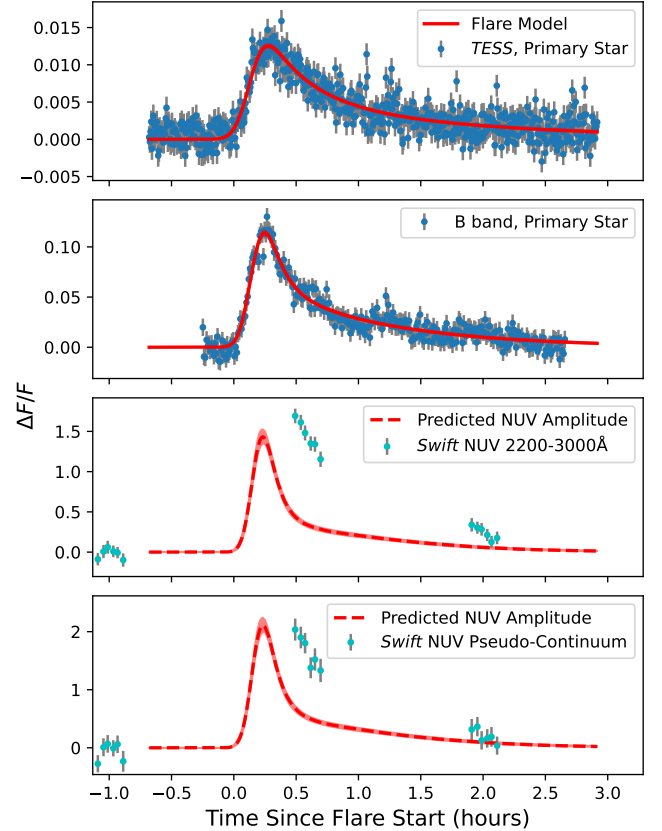 0.015
0.010
0.005
0.000
−0.005
Flare Model
TESS, Primary Star
0.10
0.05
0.00
B band, Primary Star
ΔF/F
1.5
1.0
0.5
0.0
Predicted NUV Amplitude
Swift NUV 2200-3000Å
2
1
0
Predicted NUV Amplitude
Swift NUV Pseudo-Continuum
−1.0 −0.5 0.0 0.5 1.0 1.5 2.0 2.5 3.0
Time Since Flare Start (hours)